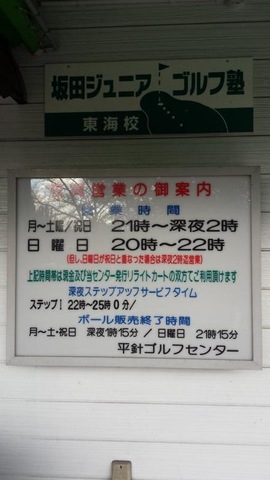 坂田ジュニアゴルフ塾
東海校
営業の御案内
営業時間
月～土曜/祝日 21時～深夜2時
日曜日 20時～22時
(但し、日曜日が祝日と重なった場合は深夜2時迄営業)
上記時間帯は現金及び当センター発行リライトカートの双方でご利用頂けます
深夜ステップアップサービスタイム
ステップ1 22時～25時0分/
ボール販売終了時間
月～土・祝日 深夜1時15分 / 日曜日 21時15分
平針ゴルフセンター